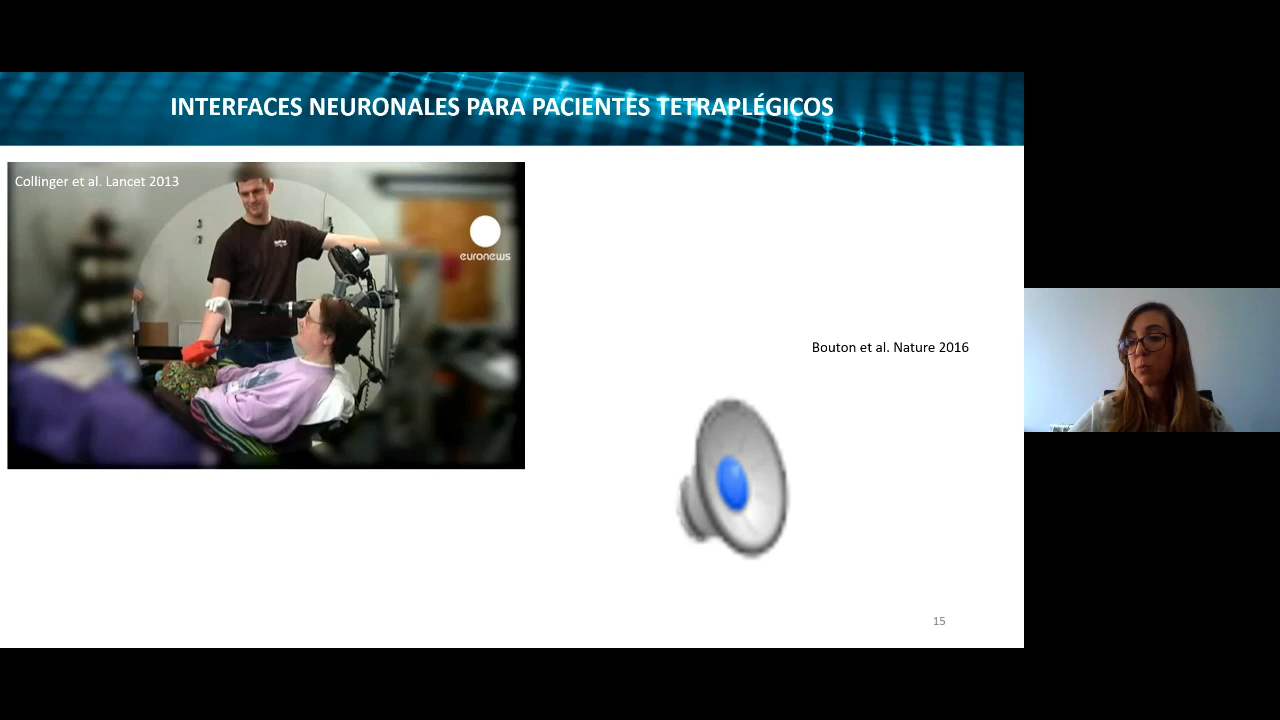 INTERFACES NEURONALES PARA PACIENTES TETRAPLÉGICOS
Collinger et al. Lancet 2013
euronews
Bouton et al. Nature 2016
15